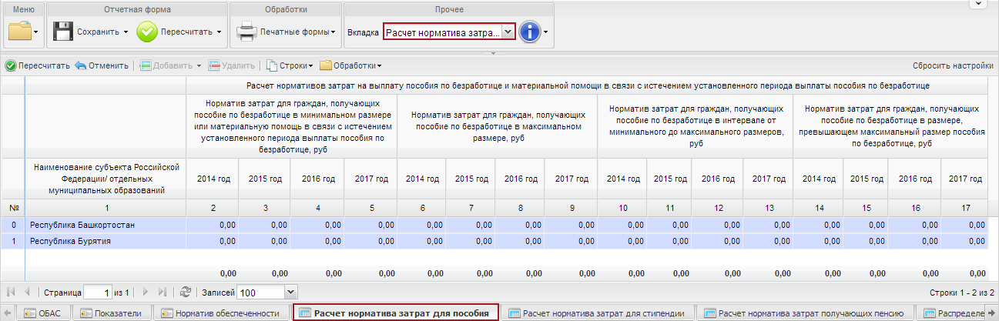 Меню
Отчетная форма
Обработки
Прочее
Сохранить
Пересчитать
Печатные формы
Вкладка
Расчет норматива затра...
Пересчитать Отменить Добавить Удалить Строки Обработки Сбросить настройки
Расчет нормативов затрат на выплату пособия по безработице и материальной помощи в связи с истечением установленного периода выплаты пособия по безработице
Норматив затрат для граждан, получающих
пособие по безработице в минимальном размере
или материальную помощь в связи с истечением
установленного периода выплаты пособия по
безработице, руб
Норматив затрат для граждан, получающих
пособие по безработице в максимальном
размере, руб
Норматив затрат для граждан, получающих
пособие по безработице в интервале от
минимального до максимального размеров,
руб
Норматив затрат для граждан, получающих
пособие по безработице в размере,
превышающем максимальный размер пособия
по безработице, руб
Наименование субъекта Российской
Федерации/ отдельных
муниципальных образований
2014 год 2015 год 2016 год 2017 год 2014 год 2015 год 2016 год 2017 год 2014 год 2015 год 2016 год 2017 год 2014 год 2015 год 2016 год 2017 год
№ 1 2 3 4 5 6 7 8 9 10 11 12 13 14 15 16 17
0 Республика Башкортостан 0,00 0,00 0,00 0,00 0,00 0,00 0,00 0,00 0,00 0,00 0,00 0,00 0,00 0,00 0,00 0,00
1 Республика Бурятия 0,00 0,00 0,00 0,00 0,00 0,00 0,00 0,00 0,00 0,00 0,00 0,00 0,00 0,00 0,00 0,00
0,00 0,00 0,00 0,00 0,00 0,00 0,00 0,00 0,00 0,00 0,00 0,00 0,00 0,00 0,00 0,00
Страница 1 из 1 Записей 100 Строки 1 - 2 из 2
ОБАС Показатели Норматив обеспеченности Расчет норматива затрат для пособия Расчет норматива затрат для стипендии Расчет норматива затрат получающих пенсию Распределе